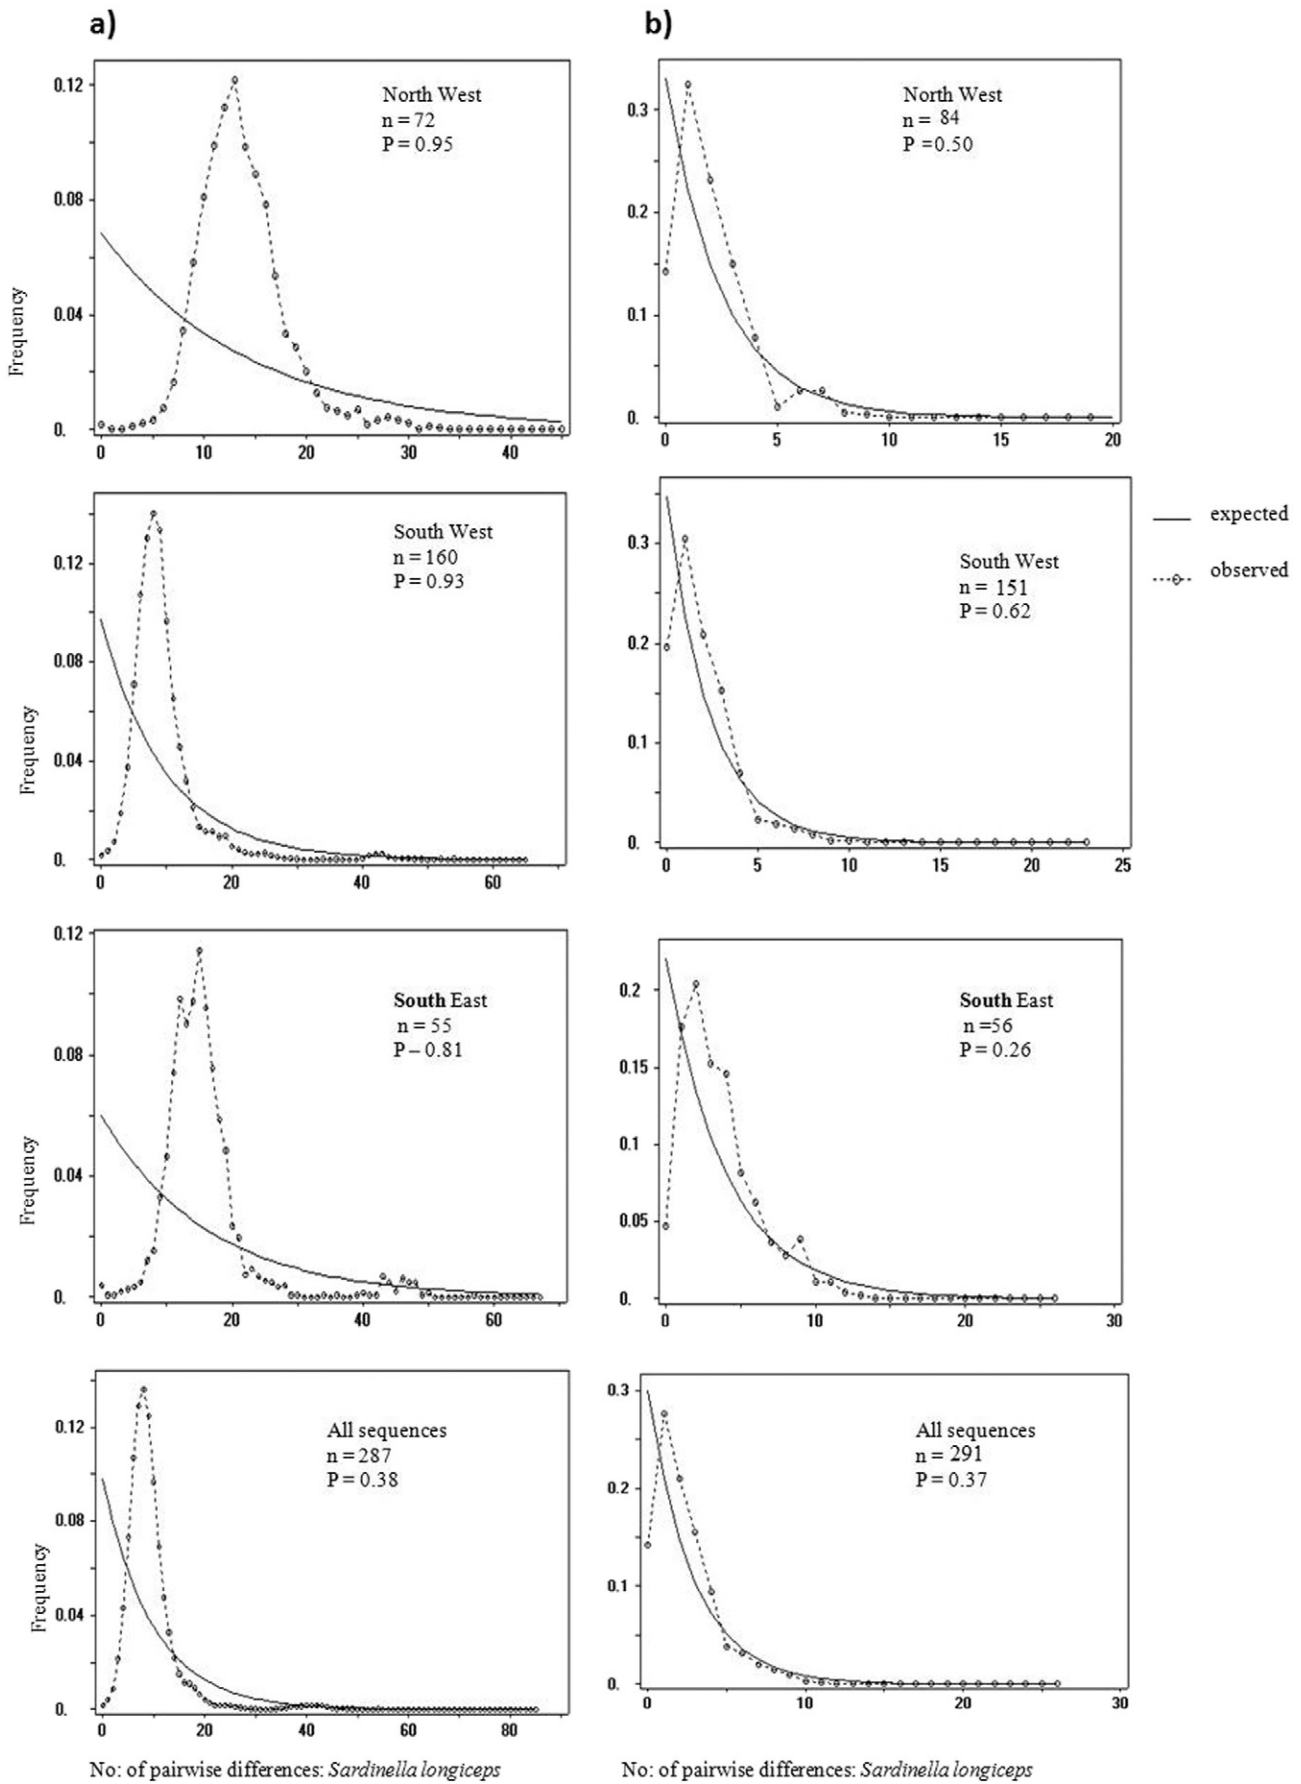 a)
b)
Frequency
0.12
0.08
0.04
0.
0 10 20 30 40
North West
n = 72
P = 0.95
0.3
0.2
0.1
0.
0 5 10 15 20
North West
n = 84
P =0.50
Frequency
0.12
0.08
0.04
0.
0 20 40 60
South West
n = 160
P = 0.93
0.3
0.2
0.1
0.
0 5 10 15 20 25
South West
n = 151
P = 0.62
expected
observed
Frequency
0.12
0.08
0.04
0.
0 20 40 60
South East
n = 55
P – 0.81
0.2
0.15
0.1
0.05
0.
0 10 20 30
South East
n =56
P = 0.26
Frequency
0.12
0.08
0.04
0.
0 20 40 60 80
All sequences
n = 287
P = 0.38
0.3
0.2
0.1
0.
0 10 20 30
All sequences
n = 291
P = 0.37
No: of pairwise differences: Sardinella longiceps
No: of pairwise differences: Sardinella longiceps